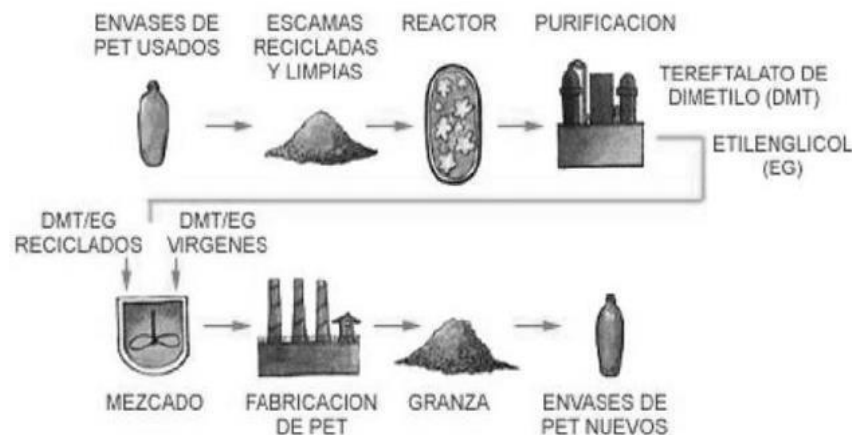 ENVASES DE
PET USADOS
ESCAMAS
RECICLADAS
Y LIMPIAS
REACTOR
PURIFICACION
TEREFTALATO DE
DIMETILO (DMT)
ETILENGLICOL
(EG)
DMT/EG
RECICLADOS
DMT/EG
VIRGENES
MEZCADO
FABRICACION
DE PET
GRANZA
ENVASES DE
PET NUEVOS